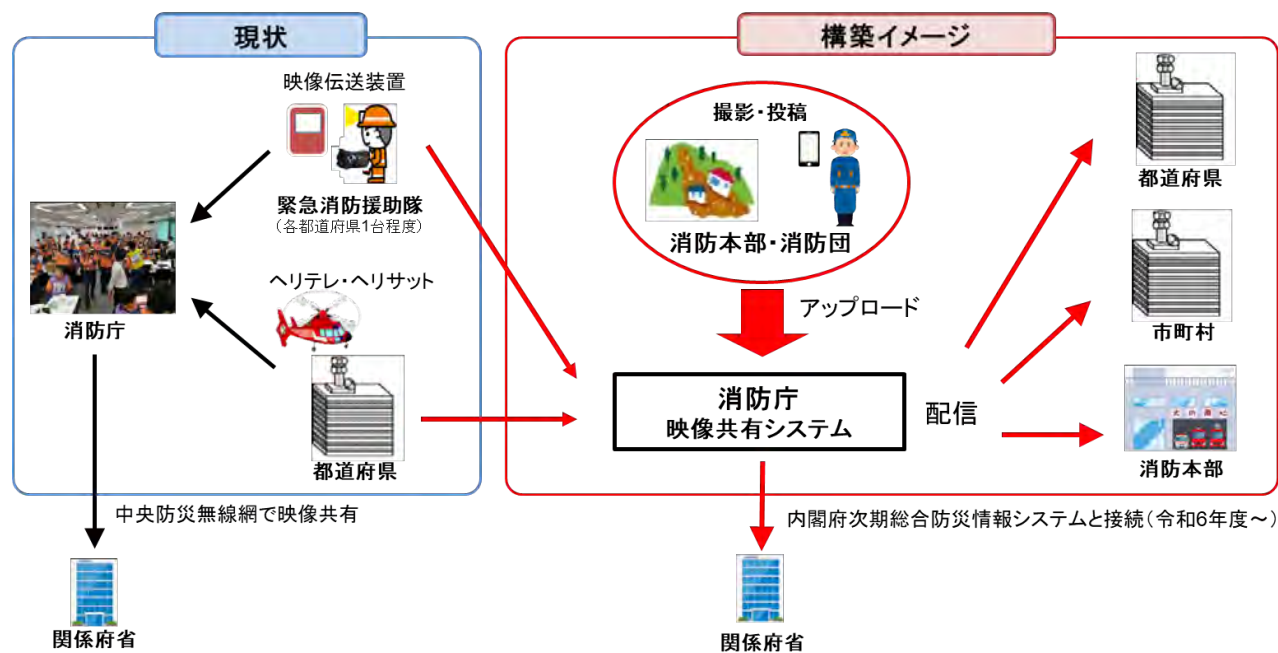 現状
映像伝送装置
緊急消防援助隊
（各都道府県1台程度）
消防庁
ヘリテレ・ヘリサット
都道府県
中央防災無線網で映像共有
関係府省
構築イメージ
撮影・投稿
消防本部・消防団
アップロード
消防庁
映像共有システム
配信
都道府県
市町村
消防本部
内閣府次期総合防災情報システムと接続（令和6年度～）
関係府省